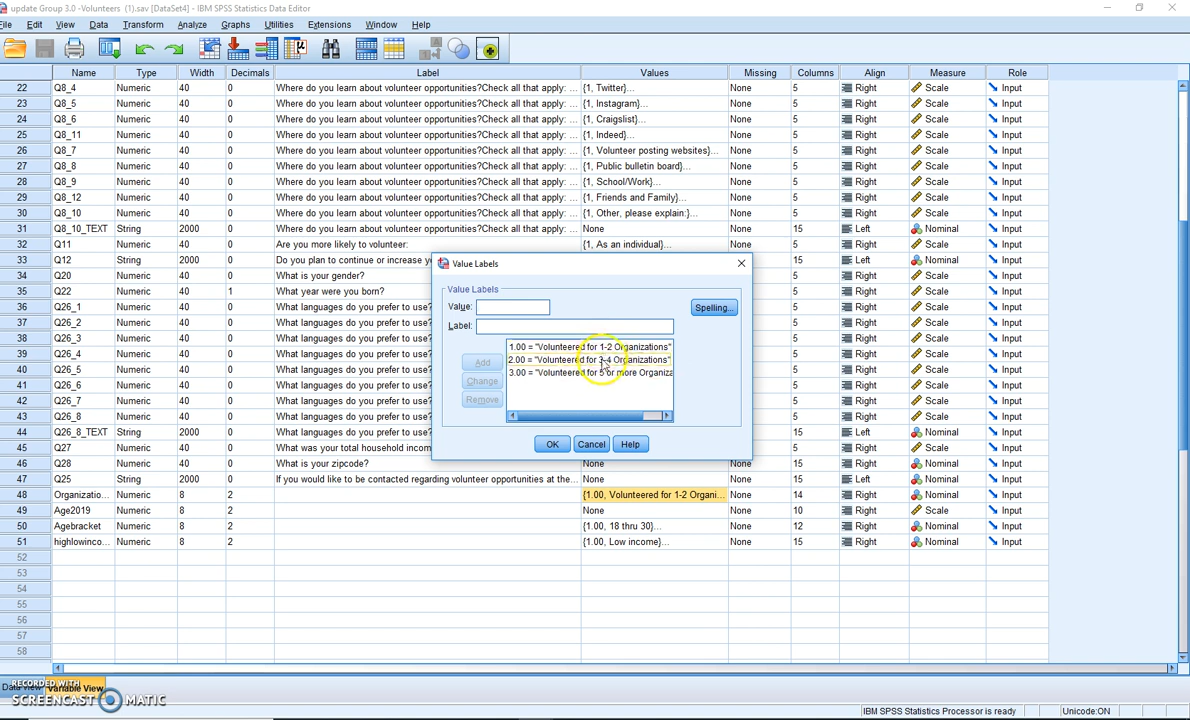 update Group 3.0 -Volunteers (1).sav [DataSet4] - IBM SPSS Statistics Data Editor
File Edit View Data Transform Analyze Graphs Utilities Extensions Window Help
Name Type Width Decimals Label Values Missing Columns Align Measure Role
22 Q8_4 Numeric 40 0 Where do you learn about volunteer opportunities?Check all that apply: ... {1, Twitter}... None 5 Right Scale Input
23 Q8_5 Numeric 40 0 Where do you learn about volunteer opportunities?Check all that apply: ... {1, Instagram}... None 5 Right Scale Input
24 Q8_6 Numeric 40 0 Where do you learn about volunteer opportunities?Check all that apply: ... {1, Craigslist}... None 5 Right Scale Input
25 Q8_11 Numeric 40 0 Where do you learn about volunteer opportunities?Check all that apply: ... {1, Indeed}... None 5 Right Scale Input
26 Q8_7 Numeric 40 0 Where do you learn about volunteer opportunities?Check all that apply: ... {1, Volunteer posting websites}... None 5 Right Scale Input
27 Q8_8 Numeric 40 0 Where do you learn about volunteer opportunities?Check all that apply: ... {1, Public bulletin board}... None 5 Right Scale Input
28 Q8_9 Numeric 40 0 Where do you learn about volunteer opportunities?Check all that apply: ... {1, School/Work}... None 5 Right Scale Input
29 Q8_12 Numeric 40 0 Where do you learn about volunteer opportunities?Check all that apply: ... {1, Friends and Family}... None 5 Right Scale Input
30 Q8_10 Numeric 40 0 Where do you learn about volunteer opportunities?Check all that apply: ... {1, Other, please explain:}... None 5 Right Scale Input
31 Q8_10_TEXT String 2000 0 Where do you learn about volunteer opportunities?Check all that apply: ... None None 15 Left Nominal Input
32 Q11 Numeric 40 0 Are you more likely to volunteer: {1, As an individual}... None 5 Right Scale Input
33 Q12 String 2000 0 Do you plan to continue or increase y 15 Left Nominal Input
34 Q20 Numeric 40 0 What is your gender? 5 Right Scale Input
35 Q22 Numeric 40 1 What year were you born? 5 Right Scale Input
36 Q26_1 Numeric 40 0 What languages do you prefer to use? 5 Right Scale Input
37 Q26_2 Numeric 40 0 What languages do you prefer to use? 5 Right Scale Input
38 Q26_3 Numeric 40 0 What languages do you prefer to use? 5 Right Scale Input
39 Q26_4 Numeric 40 0 What languages do you prefer to use? 5 Right Scale Input
40 Q26_5 Numeric 40 0 What languages do you prefer to use? 5 Right Scale Input
41 Q26_6 Numeric 40 0 What languages do you prefer to use? 5 Right Scale Input
42 Q26_7 Numeric 40 0 What languages do you prefer to use? 5 Right Scale Input
43 Q26_8 Numeric 40 0 What languages do you prefer to use? 5 Right Scale Input
44 Q26_8_TEXT String 2000 0 What languages do you prefer to use? 15 Left Nominal Input
45 Q27 Numeric 40 0 What was your total household incom 5 Right Scale Input
46 Q28 Numeric 40 0 What is your zipcode? None None 15 Right Nominal Input
47 Q25 String 2000 0 If you would like to be contacted regarding volunteer opportunities at the... None None 15 Left Nominal Input
48 Organizatio... Numeric 8 2 {1.00, Volunteered for 1-2 Organi... None 14 Right Nominal Input
49 Age2019 Numeric 8 2 None None 10 Right Scale Input
50 Agebracket Numeric 8 2 {1.00, 18 thru 30}... None 12 Right Nominal Input
51 highlowinco... Numeric 8 2 {1.00, Low income}... None 15 Right Nominal Input
52
53
54
55
56
57
58
Value Labels
Value Labels
Value:
Spelling...
Label:
1.00 = "Volunteered for 1-2 Organizations"
Add
2.00 = "Volunteered for 3-4 Organizations"
3.00 = "Volunteered for 5 or more Organiza
Change
Remove
OK Cancel Help
Data View Variable View
RECORDED WITH
SCREENCAST MATIC
IBM SPSS Statistics Processor is ready Unicode:ON